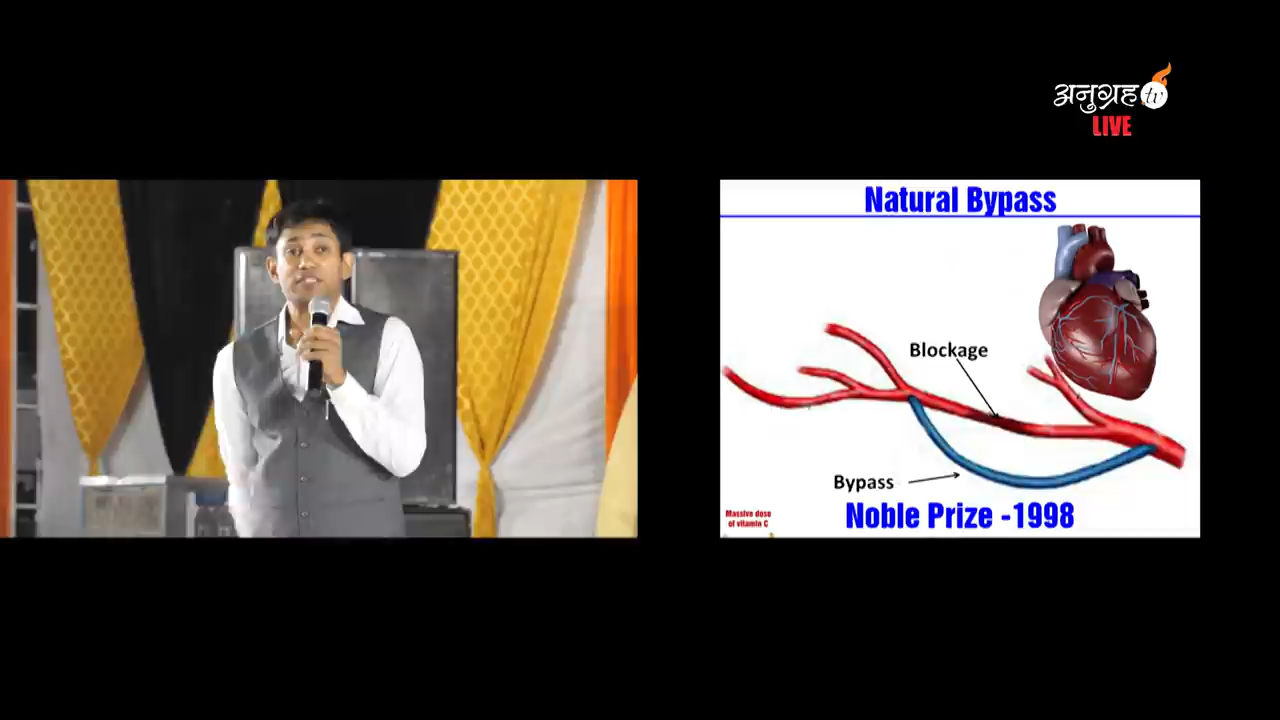 अनुग्रह tv
LIVE
Natural Bypass
Blockage
Bypass
Massive dose
of vitamin C
Noble Prize -1998